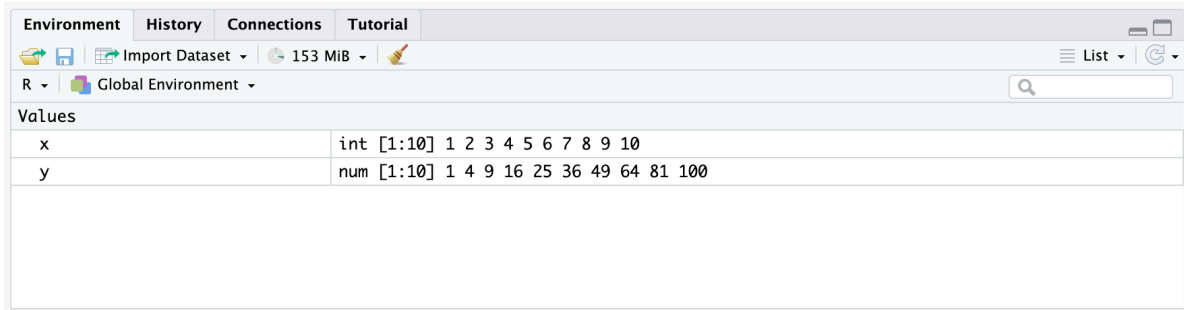 Environment History Connections Tutorial
Import Dataset 153 MiB List
R Global Environment
Values
x int [1:10] 1 2 3 4 5 6 7 8 9 10
y num [1:10] 1 4 9 16 25 36 49 64 81 100